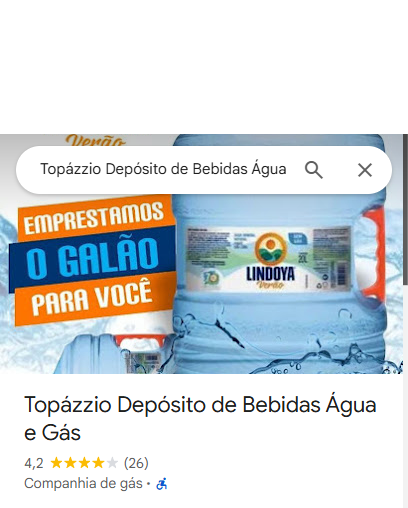 Verão
Topázzio Depósito de Bebidas Água
EMPRESTAMOS
O GALÃO
PARA VOCÊ
LINDOYA
Verão
20L
Topázzio Depósito de Bebidas Água
e Gás
4,2 (26)
Companhia de gás ·